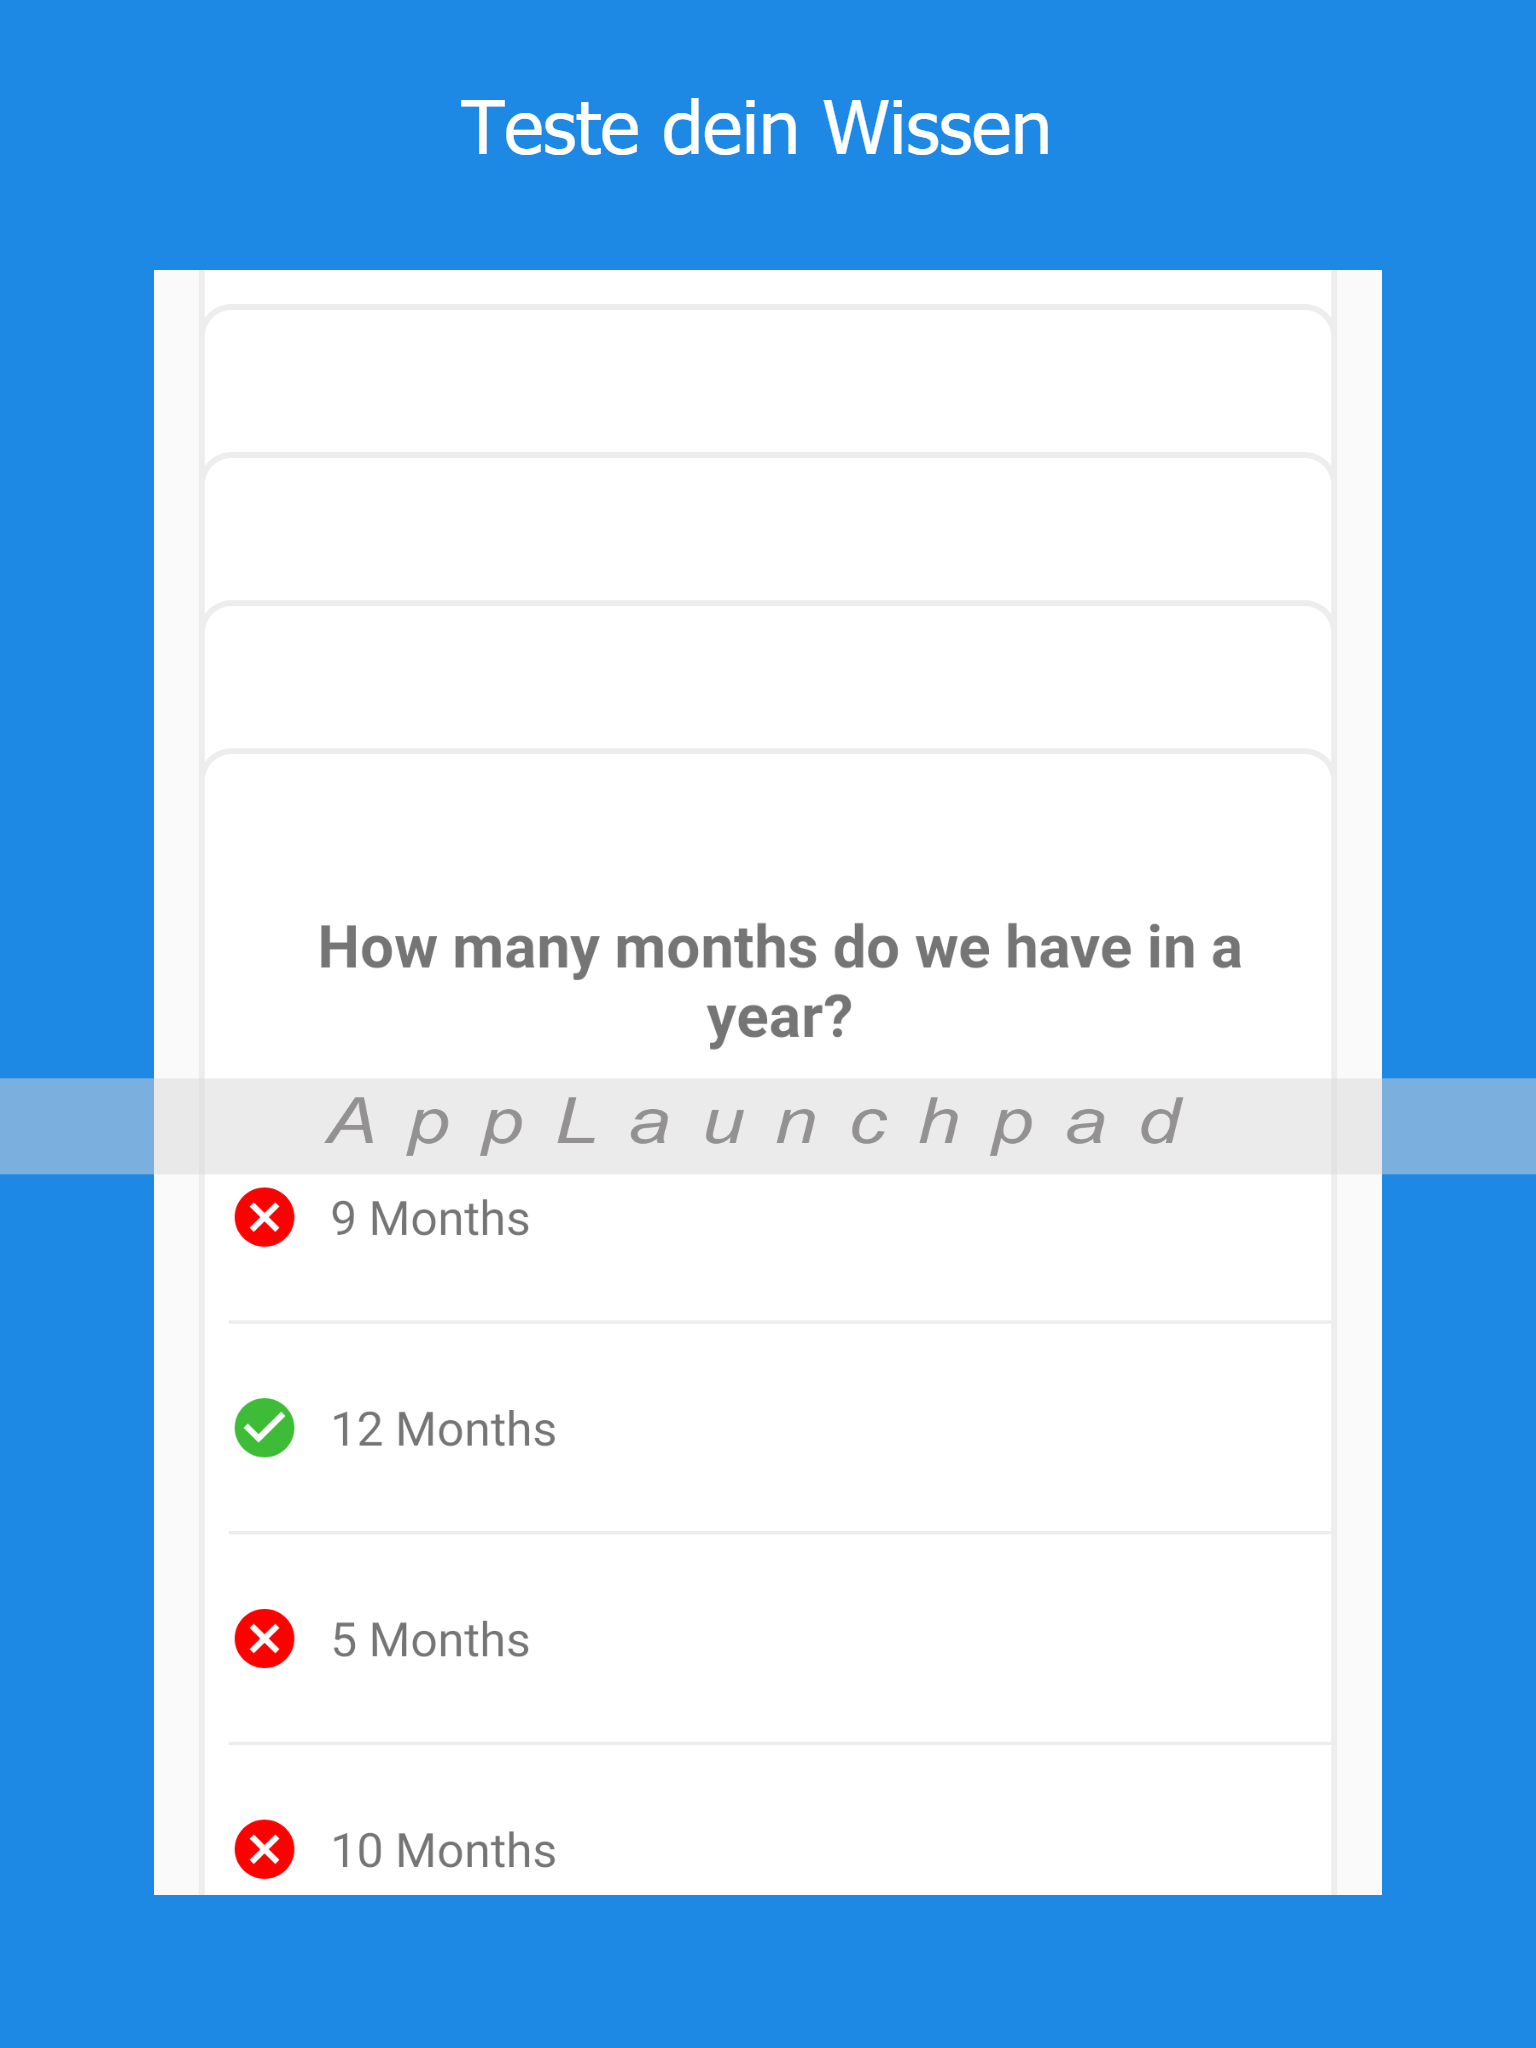 Teste dein Wissen
How many months do we have in a
year?
AppLaunchpad
9 Months
12 Months
5 Months
10 Months